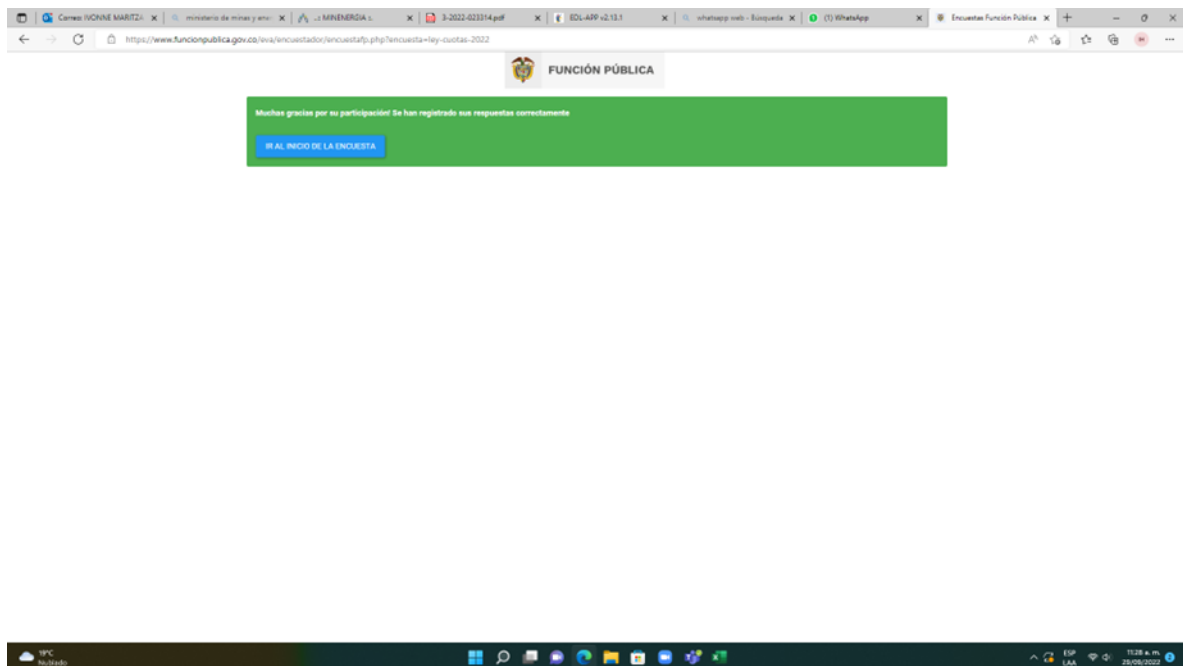 Correo IVONNE MARITZA
ministerio de minas y ener
..: MINENERGIA :.
3-2022-023314.pdf
EDL-APP v2.13.1
whatsapp web - Búsqueda
(1) WhatsApp
Encuestas Función Pública
https://www.funcionpublica.gov.co/eva/encuestador/encuestafp.php?encuesta=ley-cuotas-2022
FUNCIÓN PÚBLICA
Muchas gracias por su participación! Se han registrado sus respuestas correctamente
IR AL INICIO DE LA ENCUESTA
19°C
Nublado
ESP
LAA
11:28 a. m.
29/08/2022